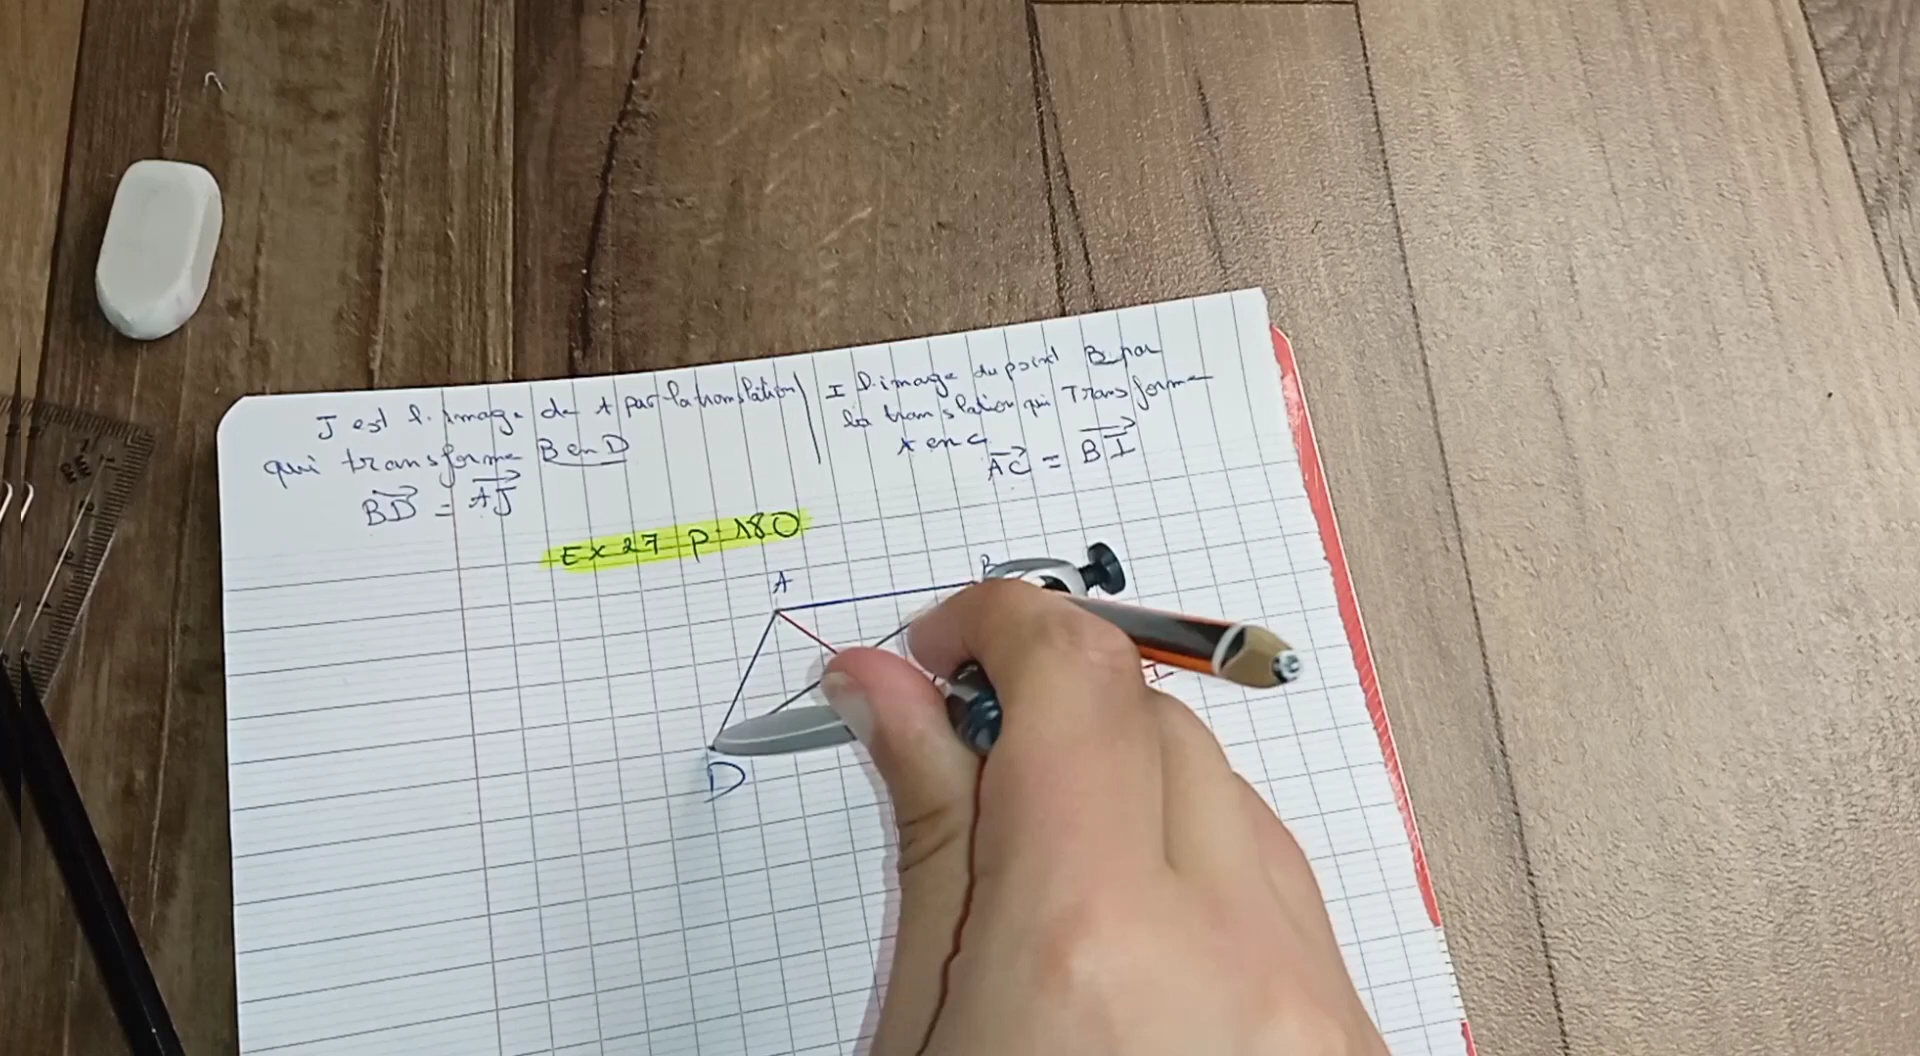 J est l'image de A par la translation
qui transforme B en D
BD = AJ
I l'image du point B par
la translation qui Transforme
A en C
AC = BI
Ex 27 p 180
A
B
I
D